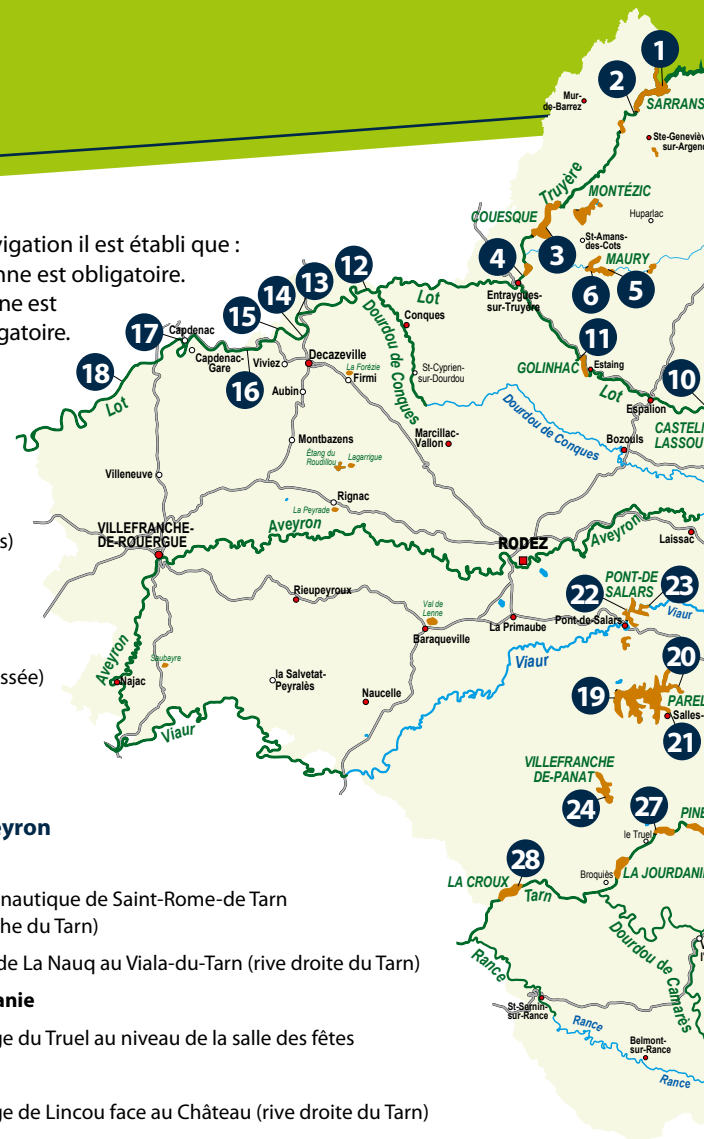 1
2
Mur-
de-Barrez
SARRANS
Ste-Genevièv
sur-Argenc
Truyère
MONTÉZIC
COUESQUE
Huparlac
St-Amans-
des-Cots
3
MAURY
4
5
6
Entraygues-
sur-Truyère
vigation il est établi que :
nne est obligatoire.
ne est
gatoire.
12
13
14
15
Lot
Conques
Dourdou de Conques
17
Capdenac
Capdenac-
Gare
16
18
Lot
Viviez
Decazeville
La Forézie
Firmi
Aubin
St-Cyprien-
sur-Dourdou
11
GOLINHAC
Estaing
Lot
10
Espalion
CASTELN
LASSOU
Dourdou de Conques
Bozouls
Montbazens
Marcillac-
Vallon
Étang du
Roudillou
Lagarrigue
Villeneuve
Rignac
La Peyrade
VILLEFRANCHE-
DE-ROUERGUE
Aveyron
RODEZ
Aveyron
Laissac
s)
PONT-DE
SALARS
22
23
Viaur
Rieupeyroux
Val de
Lenne
La Primaube
Pont-de-Salars
Baraqueville
Viaur
Aveyron
Saubayre
Najac
ssée)
la Salvetat-
Peyralès
Naucelle
20
19
PAREL
Salles-
21
Viaur
VILLEFRANCHE
DE-PANAT
24
27
PINE
le Truel
eyron
28
Broquiès
LA JOURDANIE
LA CROUX
Tarn
nautique de Saint-Rome-de Tarn
he du Tarn)
de La Nauq au Viala-du-Tarn (rive droite du Tarn)
anie
Rance
Dourdou de Camarès
St-Sernin-
sur-Rance
ge du Truel au niveau de la salle des fêtes
Rance
Belmont-
sur-Rance
Rance
ge de Lincou face au Château (rive droite du Tarn)